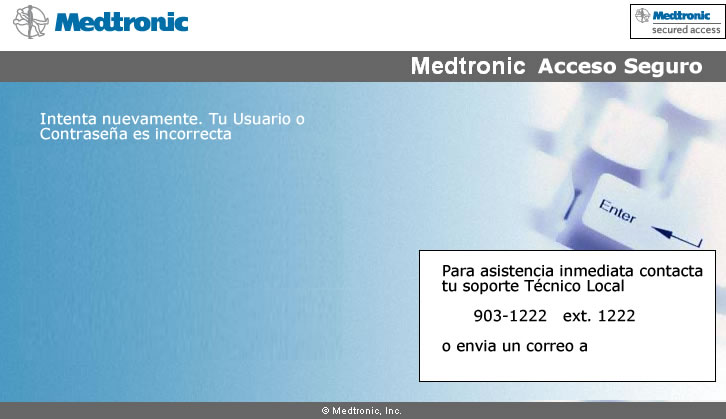 Medtronic
Medtronic
secured access
Medtronic Acceso Seguro
Intenta nuevamente. Tu Usuario o
Contraseña es incorrecta
Enter
Para asistencia inmediata contacta
tu soporte Técnico Local
903-1222 ext. 1222
o envia un correo a
© Medtronic, Inc.